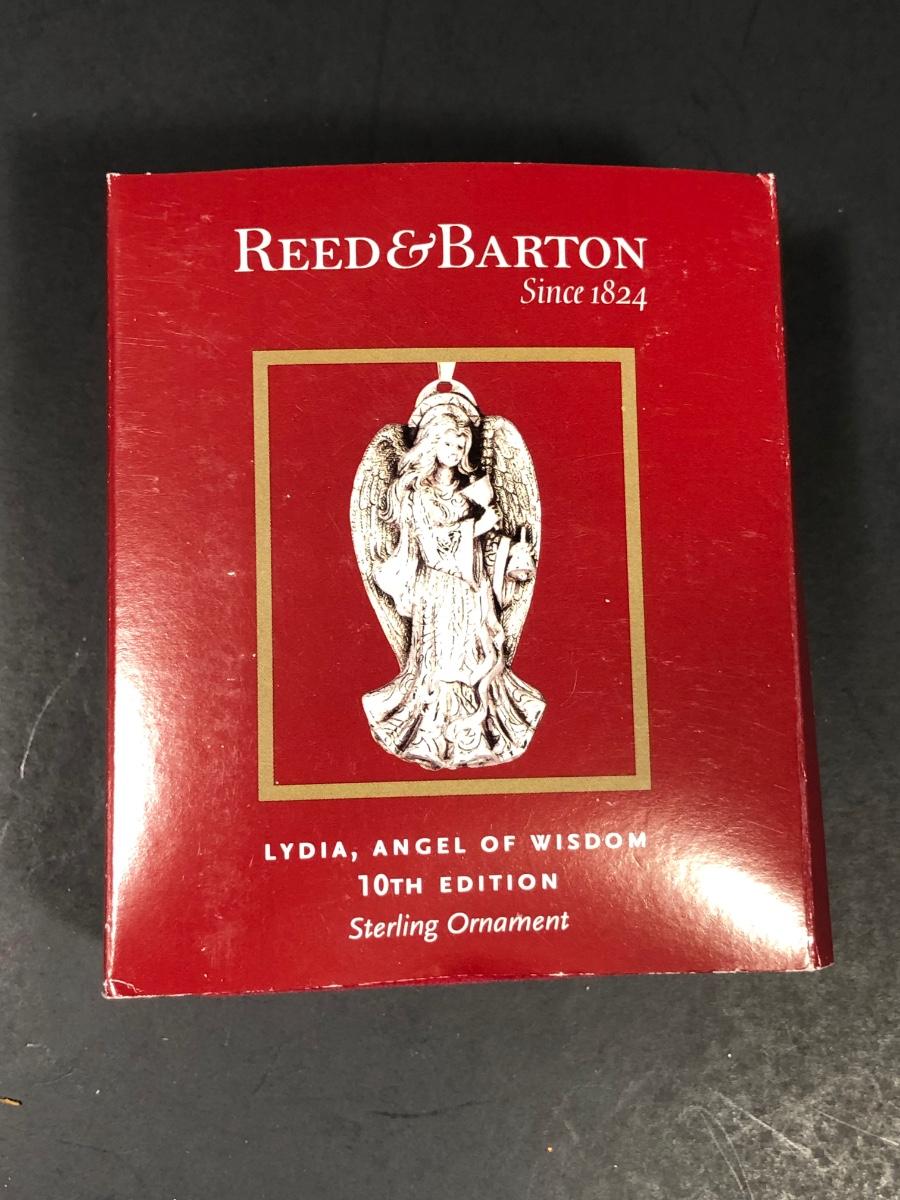 REED & BARTON
Since 1824
LYDIA, ANGEL OF WISDOM
10TH EDITION
Sterling Ornament